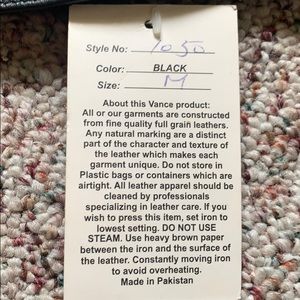 Style No: 1050
Color: BLACK
Size: M
About this Vance product:
All or our garments are constructed
from fine quality full grain leathers.
Any natural marking are a distinct
part of the character and texture of
the leather which makes each
garment unique. Do not store in
Plastic bags or containers which are
airtight. All leather apparel should be
cleaned by professionals
specializing in leather care. If you
wish to press this item, set iron to
lowest setting. DO NOT USE
STEAM. Use heavy brown paper
between the iron and the surface of
the leather. Constantly moving iron
to avoid overheating.
Made in Pakistan